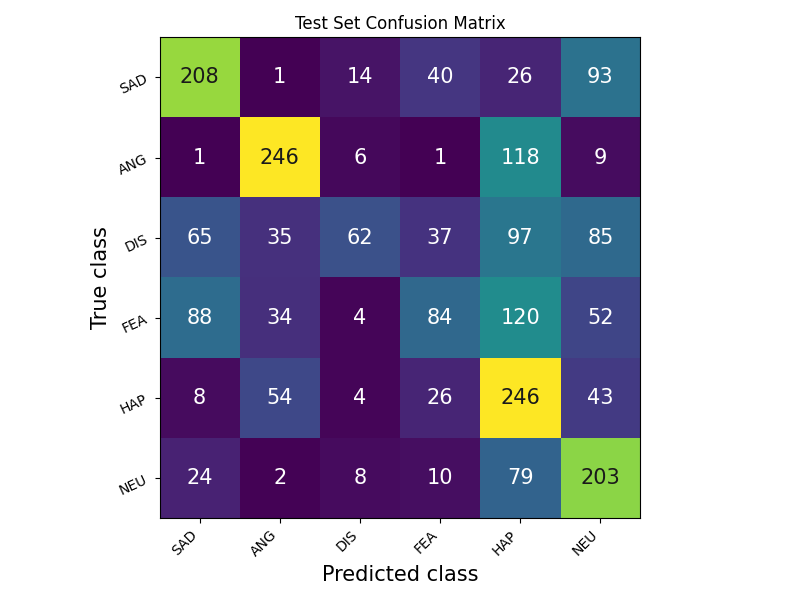 Test Set Confusion Matrix
True class
SAD 208 1 14 40 26 93
ANG 1 246 6 1 118 9
DIS 65 35 62 37 97 85
FEA 88 34 4 84 120 52
HAP 8 54 4 26 246 43
NEU 24 2 8 10 79 203
SAD ANG DIS FEA HAP NEU
Predicted class